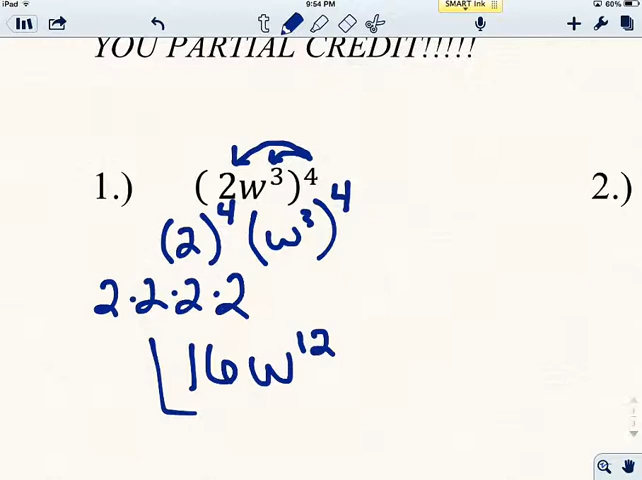 iPad 9:54 PM SMART Ink 60%
YOU PARTIAL CREDIT!!!!!
1.) (2w³)⁴ 2.)
(2)⁴ (w³)⁴
2·2·2·2
16w¹²